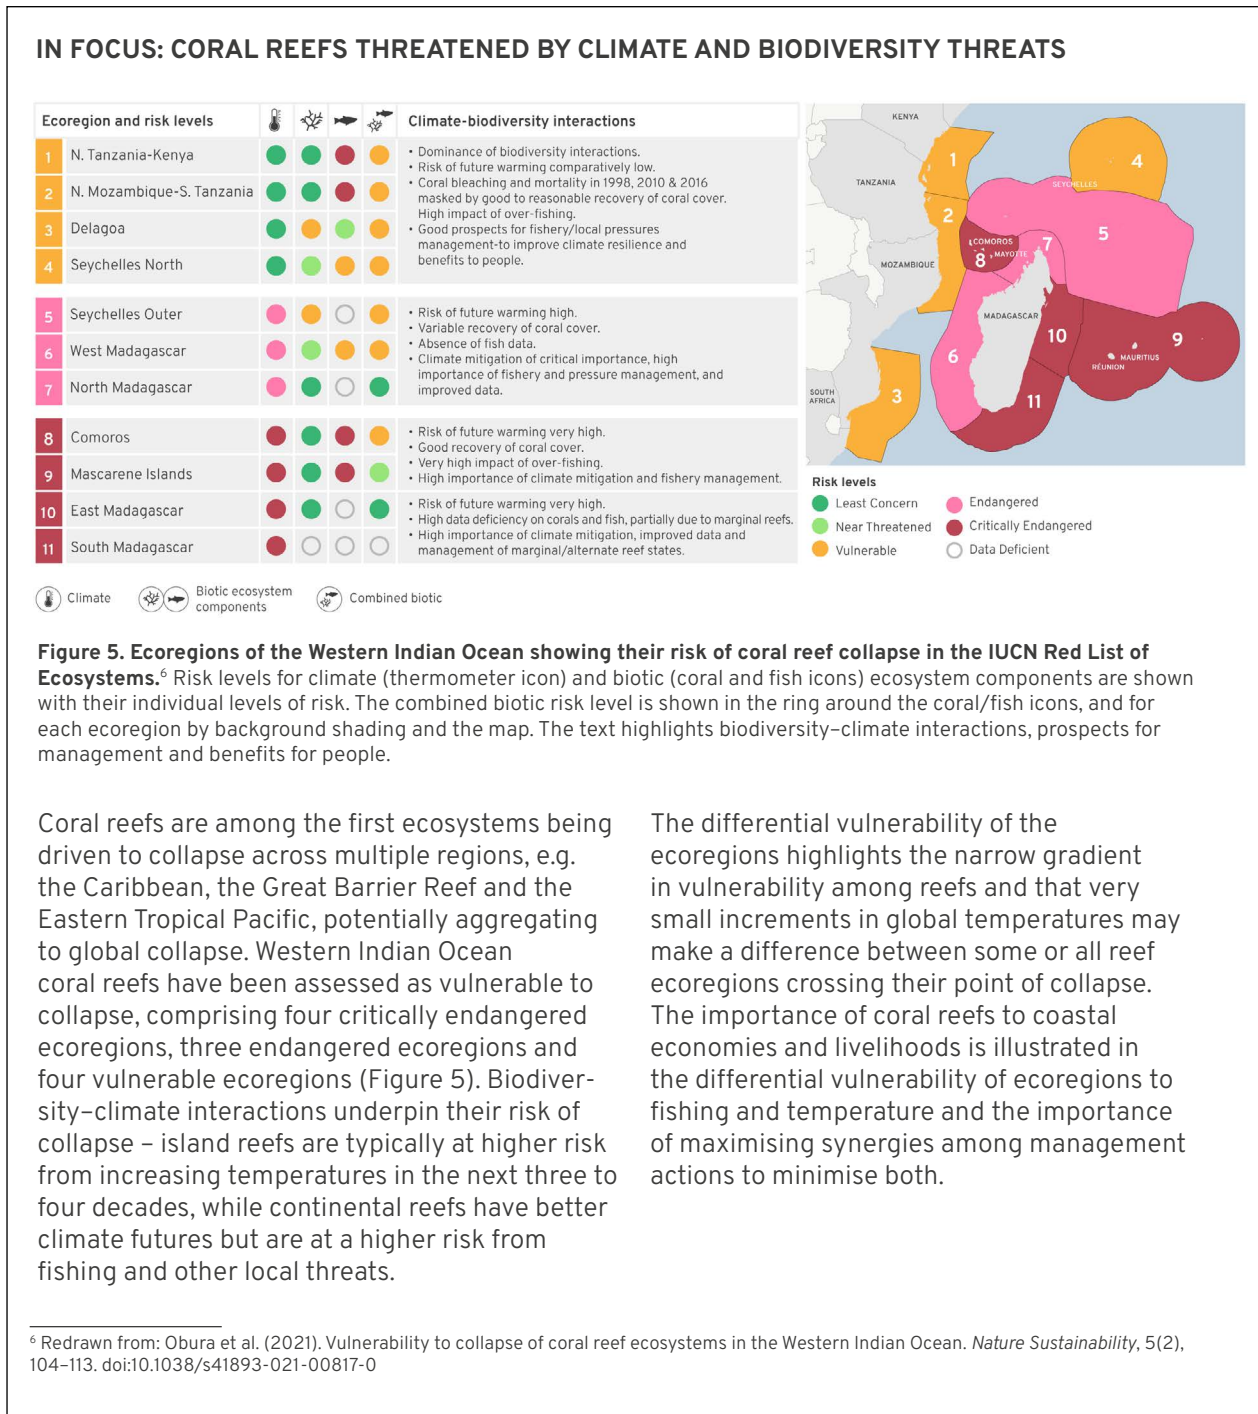 IN FOCUS: CORAL REEFS THREATENED BY CLIMATE AND BIODIVERSITY THREATS
Ecoregion and risk levels
Climate-biodiversity interactions
1 N. Tanzania-Kenya
2 N. Mozambique-S. Tanzania
3 Delagoa
4 Seychelles North
• Dominance of biodiversity interactions.
• Risk of future warming comparatively low.
• Coral bleaching and mortality in 1998, 2010 & 2016
masked by good to reasonable recovery of coral cover.
High impact of over-fishing.
• Good prospects for fishery/local pressures
management-to improve climate resilience and
benefits to people.
5 Seychelles Outer
6 West Madagascar
7 North Madagascar
• Risk of future warming high.
• Variable recovery of coral cover.
• Absence of fish data.
• Climate mitigation of critical importance, high
importance of fishery and pressure management, and
improved data.
8 Comoros
9 Mascarene Islands
• Risk of future warming very high.
• Good recovery of coral cover.
• Very high impact of over-fishing.
• High importance of climate mitigation and fishery management.
10 East Madagascar
11 South Madagascar
• Risk of future warming very high.
• High data deficiency on corals and fish, partially due to marginal reefs.
• High importance of climate mitigation, improved data and
management of marginal/alternate reef states.
Climate
Biotic ecosystem
components
Combined biotic
KENYA
TANZANIA
1
4
SEYCHELLES
2
5
COMOROS
7
MAYOTTE
8
MOZAMBIQUE
MADAGASCAR
10
9
MAURITIUS
RÉUNION
6
SOUTH
AFRICA
3
11
Risk levels
Least Concern
Near Threatened
Vulnerable
Endangered
Critically Endangered
Data Deficient
Figure 5. Ecoregions of the Western Indian Ocean showing their risk of coral reef collapse in the IUCN Red List of
Ecosystems.⁶ Risk levels for climate (thermometer icon) and biotic (coral and fish icons) ecosystem components are shown
with their individual levels of risk. The combined biotic risk level is shown in the ring around the coral/fish icons, and for
each ecoregion by background shading and the map. The text highlights biodiversity–climate interactions, prospects for
management and benefits for people.
Coral reefs are among the first ecosystems being
driven to collapse across multiple regions, e.g.
the Caribbean, the Great Barrier Reef and the
Eastern Tropical Pacific, potentially aggregating
to global collapse. Western Indian Ocean
coral reefs have been assessed as vulnerable to
collapse, comprising four critically endangered
ecoregions, three endangered ecoregions and
four vulnerable ecoregions (Figure 5). Biodiver-
sity–climate interactions underpin their risk of
collapse – island reefs are typically at higher risk
from increasing temperatures in the next three to
four decades, while continental reefs have better
climate futures but are at a higher risk from
fishing and other local threats.
The differential vulnerability of the
ecoregions highlights the narrow gradient
in vulnerability among reefs and that very
small increments in global temperatures may
make a difference between some or all reef
ecoregions crossing their point of collapse.
The importance of coral reefs to coastal
economies and livelihoods is illustrated in
the differential vulnerability of ecoregions to
fishing and temperature and the importance
of maximising synergies among management
actions to minimise both.
⁶ Redrawn from: Obura et al. (2021). Vulnerability to collapse of coral reef ecosystems in the Western Indian Ocean. Nature Sustainability, 5(2),
104–113. doi:10.1038/s41893-021-00817-0